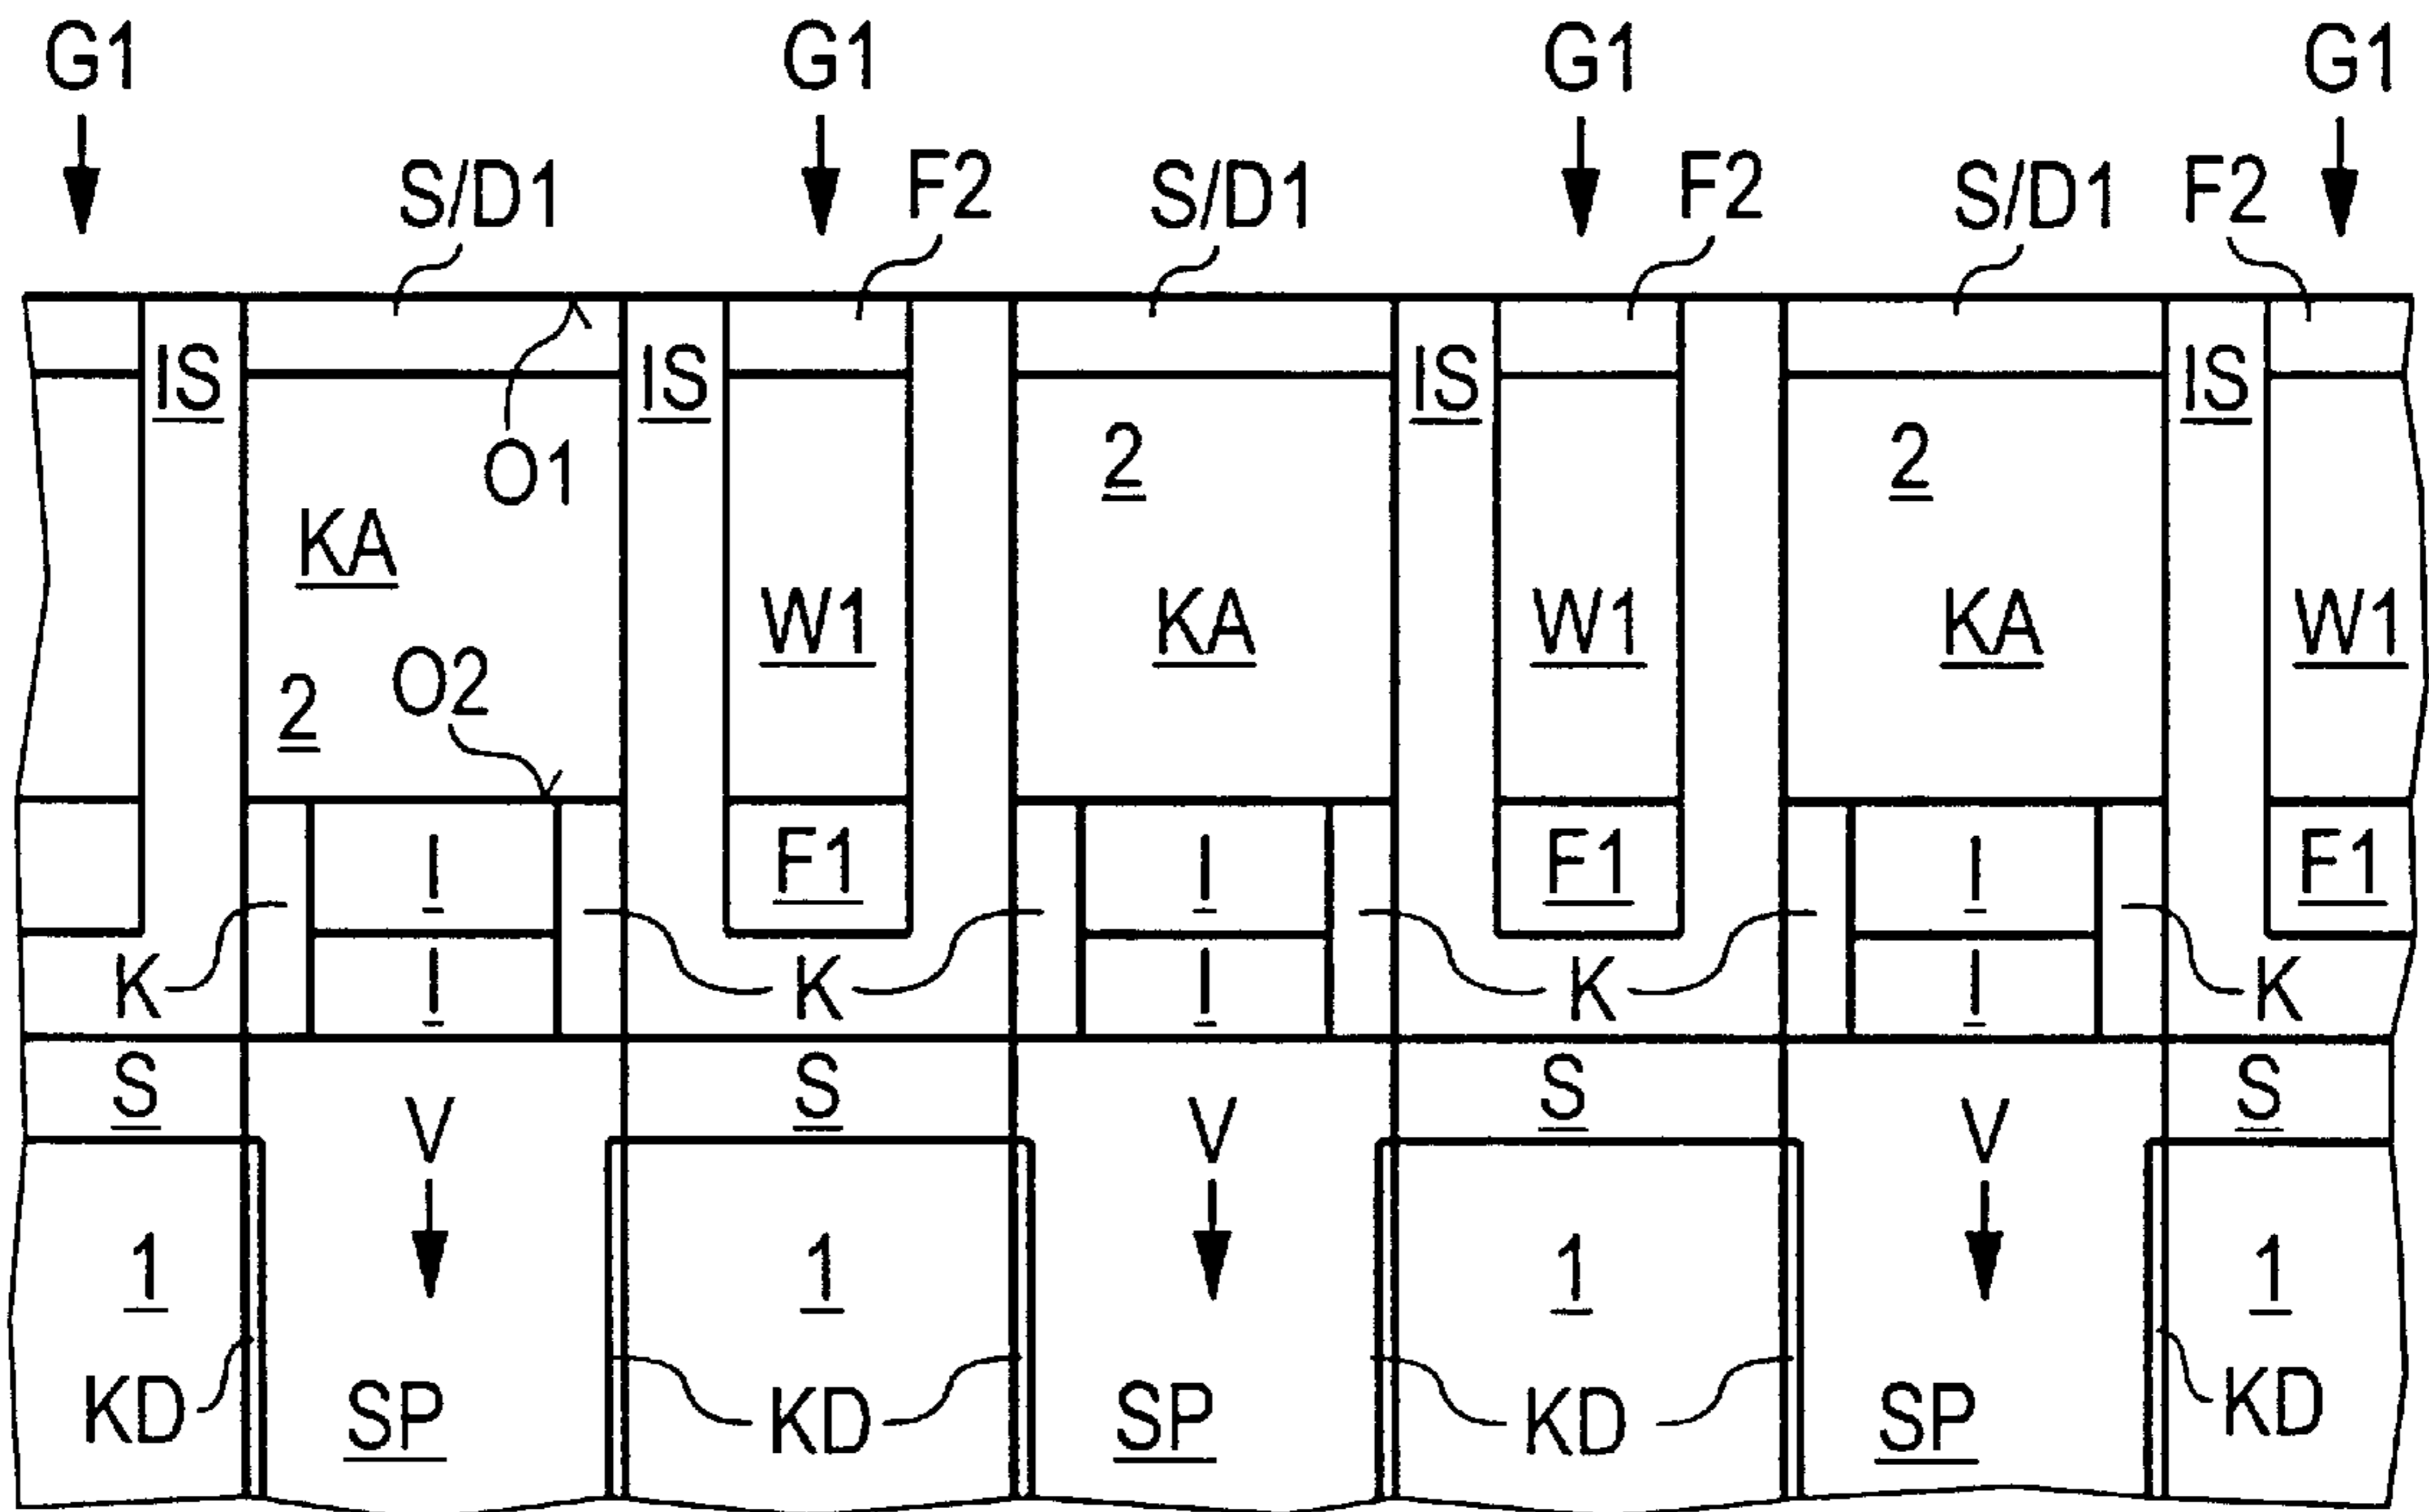 G1 G1 G1 G1
S/D1 F2 S/D1 F2 S/D1 F2
IS IS IS IS
O1 2 2
KA
W1 KA W1 KA W1
2 O2
I F1 I F1 I F1
K I K I K I K
S S S S
V V V
1 1 1 1
KD SP KD SP KD SP KD